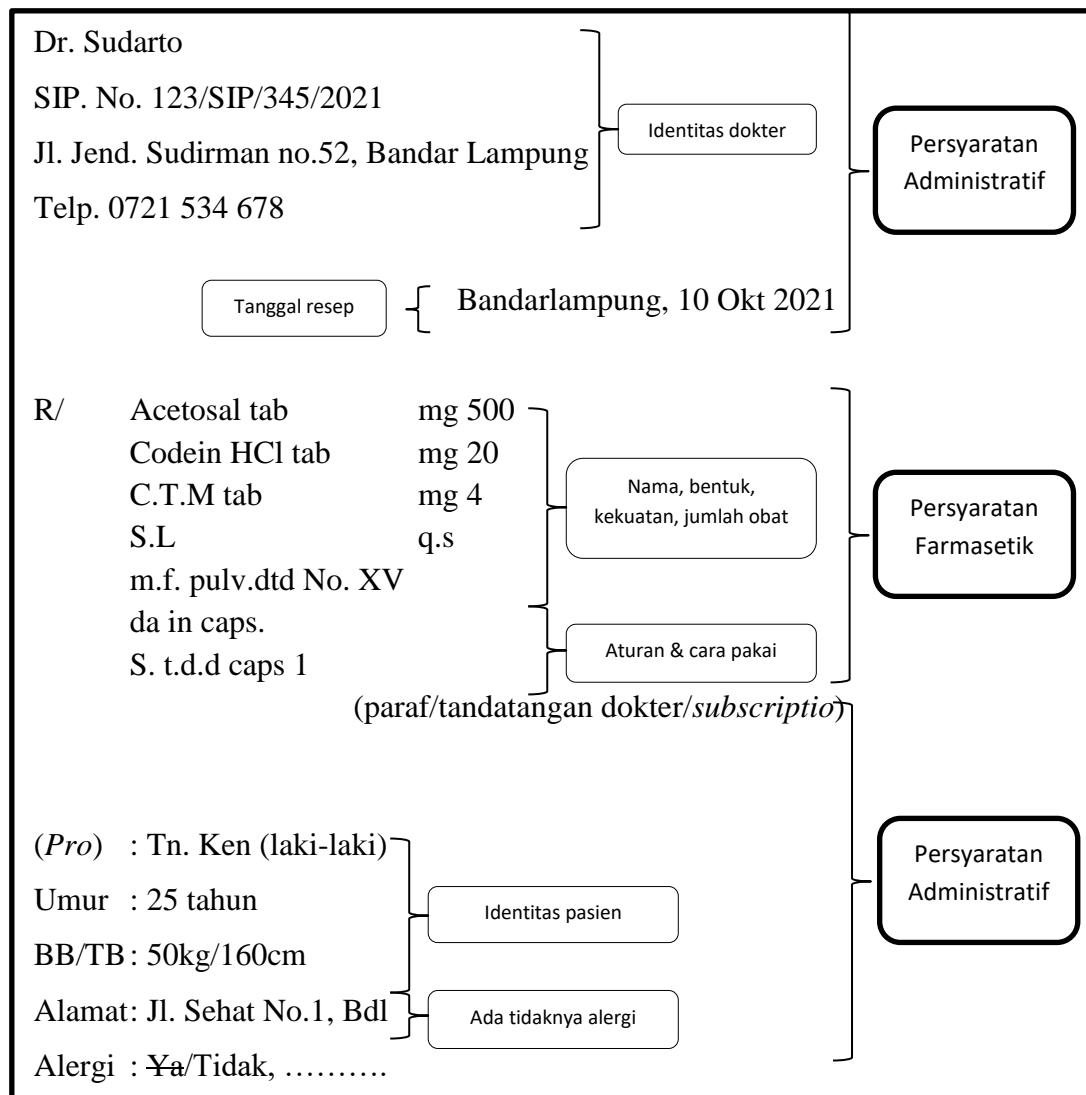 Dr. Sudarto
SIP. No. 123/SIP/345/2021
Jl. Jend. Sudirman no.52, Bandar Lampung
Telp. 0721 534 678
Identitas dokter
Persyaratan
Administratif
Tanggal resep
Bandarlampung, 10 Okt 2021
R/ Acetosal tab mg 500
Codein HCl tab mg 20
C.T.M tab mg 4
S.L q.s
m.f. pulv.dtd No. XV
da in caps.
S. t.d.d caps 1
Nama, bentuk,
kekuatan, jumlah obat
Aturan & cara pakai
Persyaratan
Farmasetik
(paraf/tandatangan dokter/subscriptio)
(Pro) : Tn. Ken (laki-laki)
Umur : 25 tahun
BB/TB : 50kg/160cm
Alamat: Jl. Sehat No.1, Bdl
Alergi : Ya/Tidak, ……….
Identitas pasien
Ada tidaknya alergi
Persyaratan
Administratif